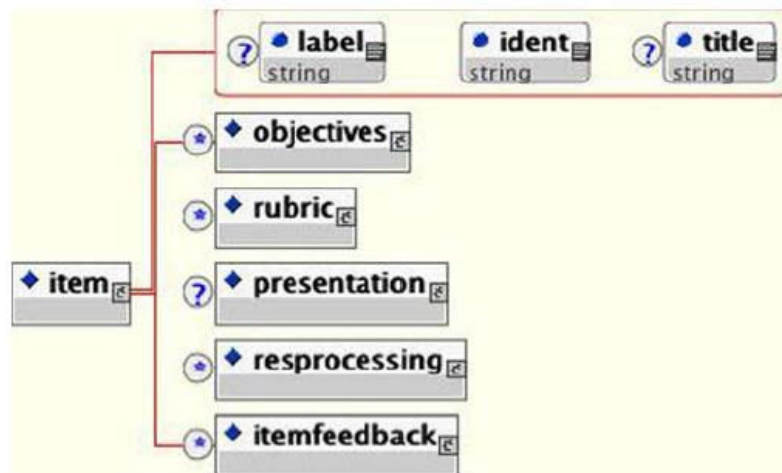 ? label ident ? title
string string string
* objectives
* rubric
item
? presentation
* resprocessing
* itemfeedback